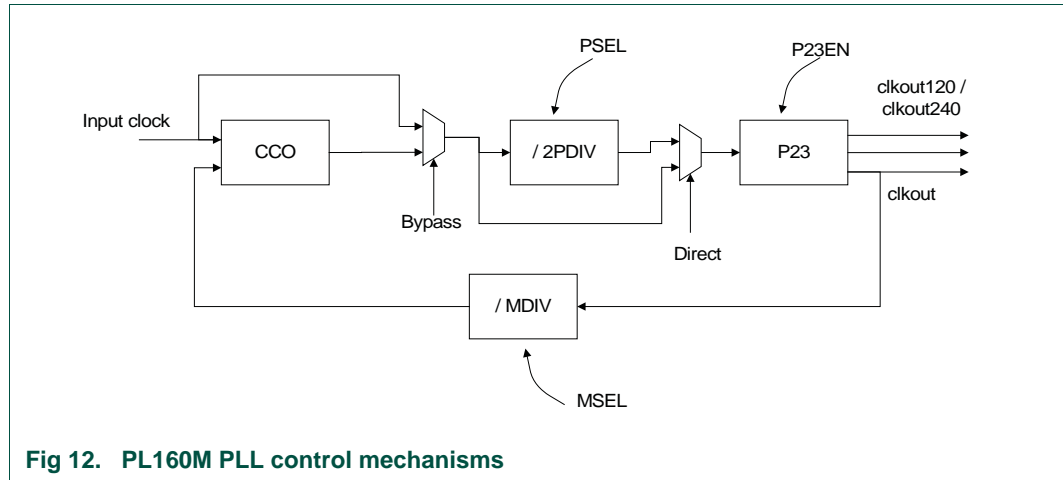 PSEL
P23EN
clkout120 /
clkout240
Input clock
CCO
/ 2PDIV
P23
clkout
Bypass
Direct
/ MDIV
MSEL
Fig 12. PL160M PLL control mechanisms